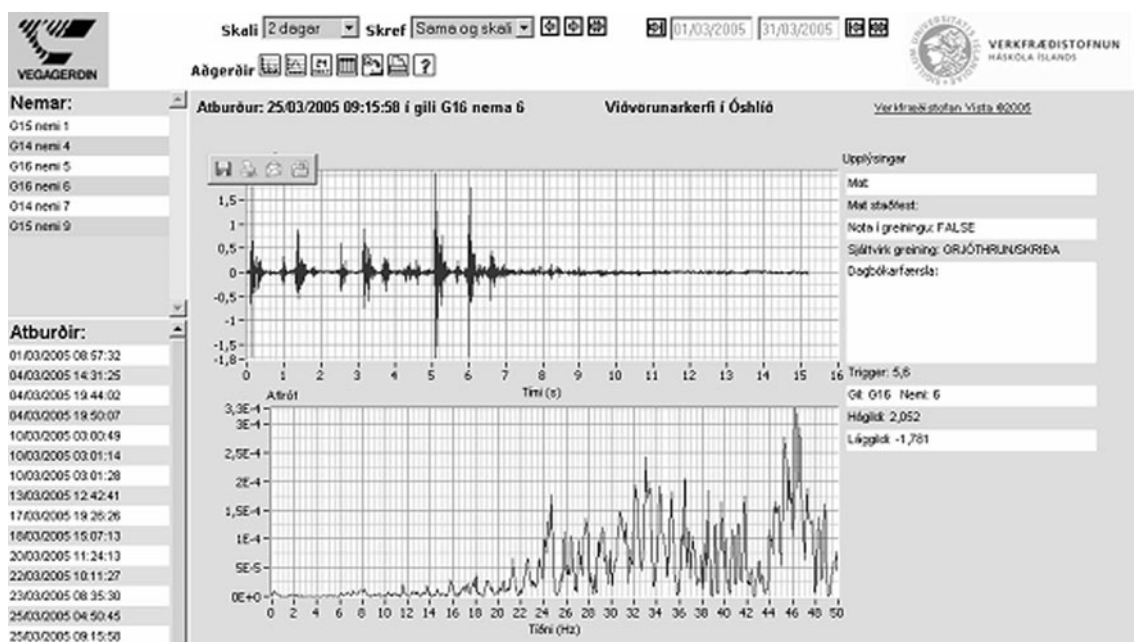 VEGAGERÐIN
Skali 2 dagar Skref Sama og skali 01/03/2005 31/03/2005
Aðgerðir ?
UNIVERSITATIS ISLANDIAE SIGILLUM
VERKFRÆÐISTOFNUN
HÁSKÓLA ÍSLANDS
Nemar:
G15 nemi 1
G14 nemi 4
G16 nemi 5
G16 nemi 6
G14 nemi 7
G15 nemi 9
Atburðir:
01/03/2005 08:57:32
04/03/2005 14:31:25
04/03/2005 19:44:02
04/03/2005 19:50:07
10/03/2005 03:00:49
10/03/2005 03:01:14
10/03/2005 03:01:28
13/03/2005 12:42:41
17/03/2005 19:26:26
18/03/2005 15:07:13
20/03/2005 11:24:13
22/03/2005 10:11:27
23/03/2005 08:35:30
25/03/2005 04:50:45
25/03/2005 09:15:58
Atburður: 25/03/2005 09:15:58 í gili G16 nema 6 Viðvörunarkerfi í Óshlíð Verkfræðistofan Vista ©2005
1,5
1
0,5
0
-0,5
-1
-1,5
-1,8
0 1 2 3 4 5 6 7 8 9 10 11 12 13 14 15 16
Tími (s)
Aflróf
3,3E-4
3E-4
2,5E-4
2E-4
1,5E-4
1E-4
5E-5
0E+0
0 2 4 6 8 10 12 14 16 18 20 22 24 26 28 30 32 34 36 38 40 42 44 46 48 50
Tíðni (Hz)
Upplýsingar
Mat:
Mat staðfest:
Nota í greiningu: FALSE
Sjálfvirk greining: GRJÓTHRUN/SKRIÐA
Dagbókarfærsla:
Trigger: 5,6
Gil: G16 Nemi: 6
Hágildi: 2,052
Lággildi: -1,781